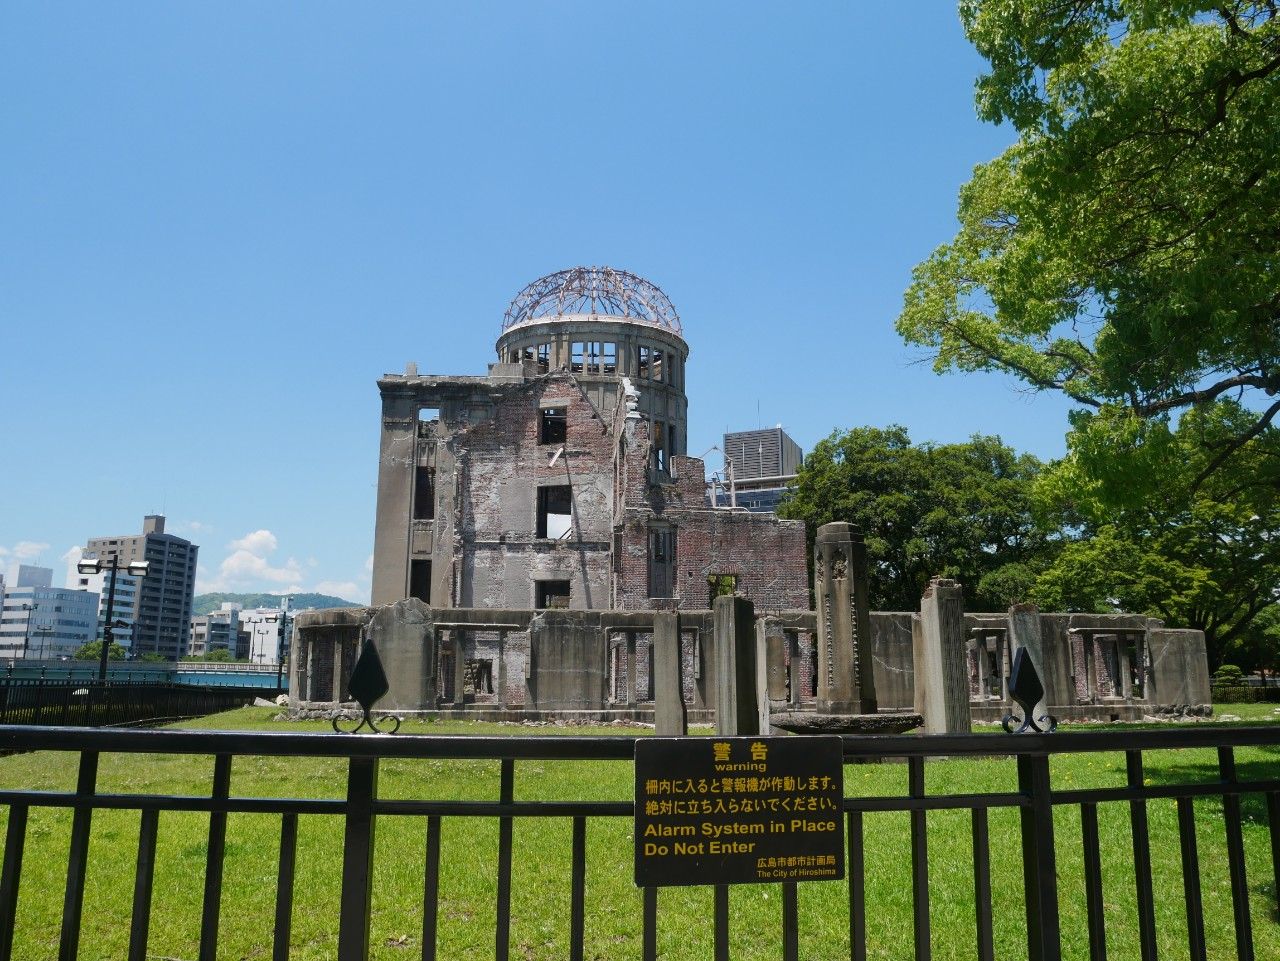 警告
warning
柵内に入ると警報機が作動します。
絶対に立ち入らないでください。
Alarm System in Place
Do Not Enter
広島市都市計画局
The City of Hiroshima